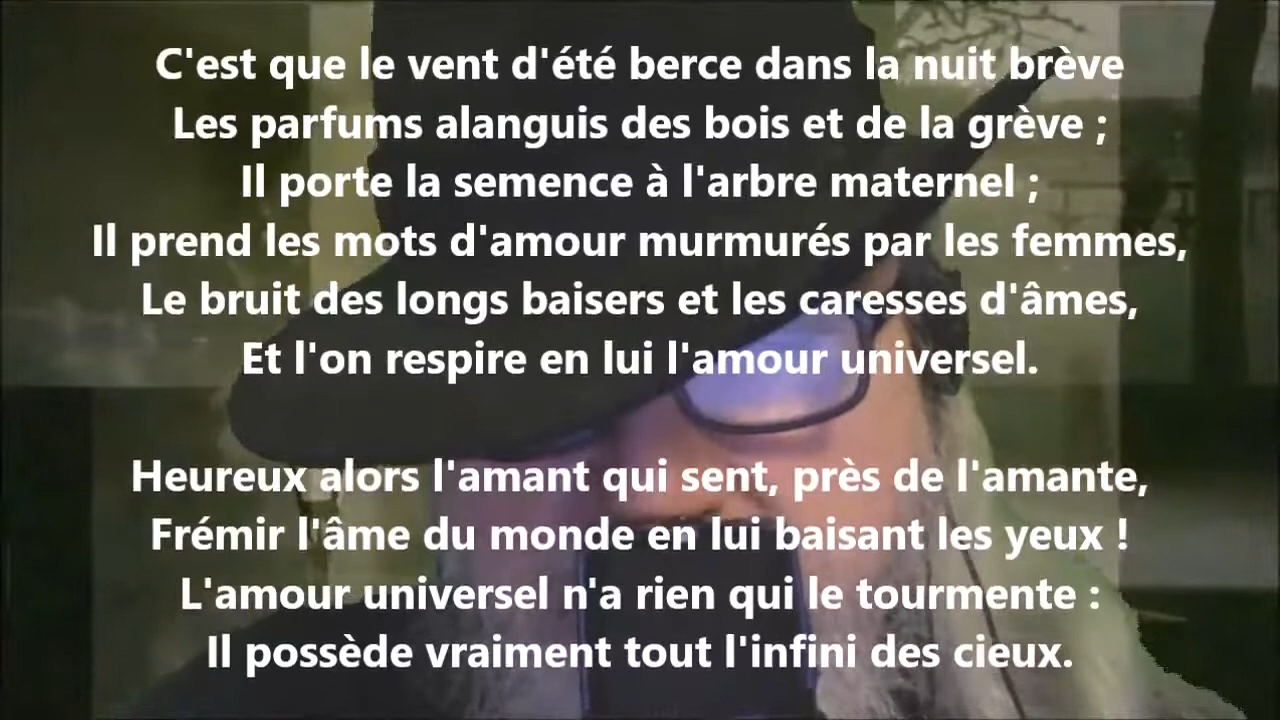 C'est que le vent d'été berce dans la nuit brève
Les parfums alanguis des bois et de la grève ;
Il porte la semence à l'arbre maternel ;
Il prend les mots d'amour murmurés par les femmes,
Le bruit des longs baisers et les caresses d'âmes,
Et l'on respire en lui l'amour universel.
Heureux alors l'amant qui sent, près de l'amante,
Frémir l'âme du monde en lui baisant les yeux !
L'amour universel n'a rien qui le tourmente :
Il possède vraiment tout l'infini des cieux.